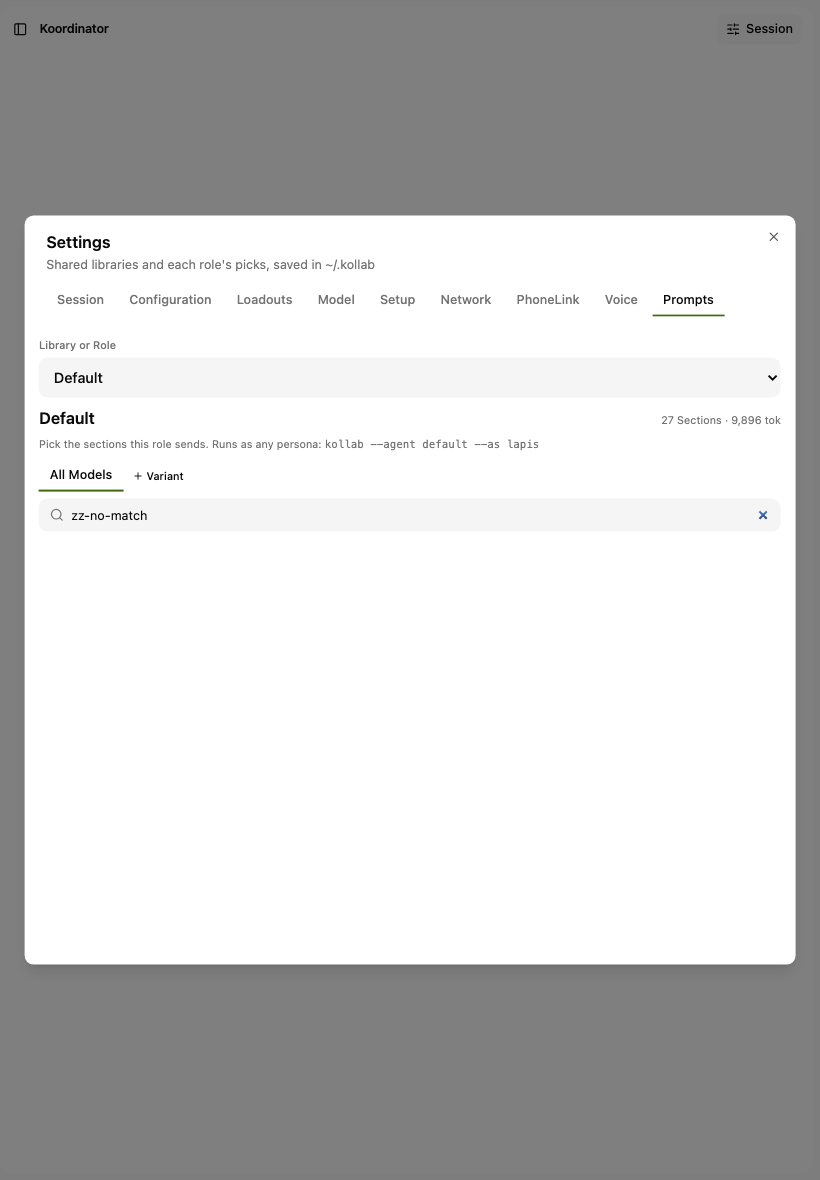 Koordinator
Session
Settings
Shared libraries and each role's picks, saved in ~/.kollab
Session Configuration Loadouts Model Setup Network PhoneLink Voice Prompts
Library or Role
Default
Default
27 Sections · 9,896 tok
Pick the sections this role sends. Runs as any persona: kollab --agent default --as lapis
All Models + Variant
zz-no-match